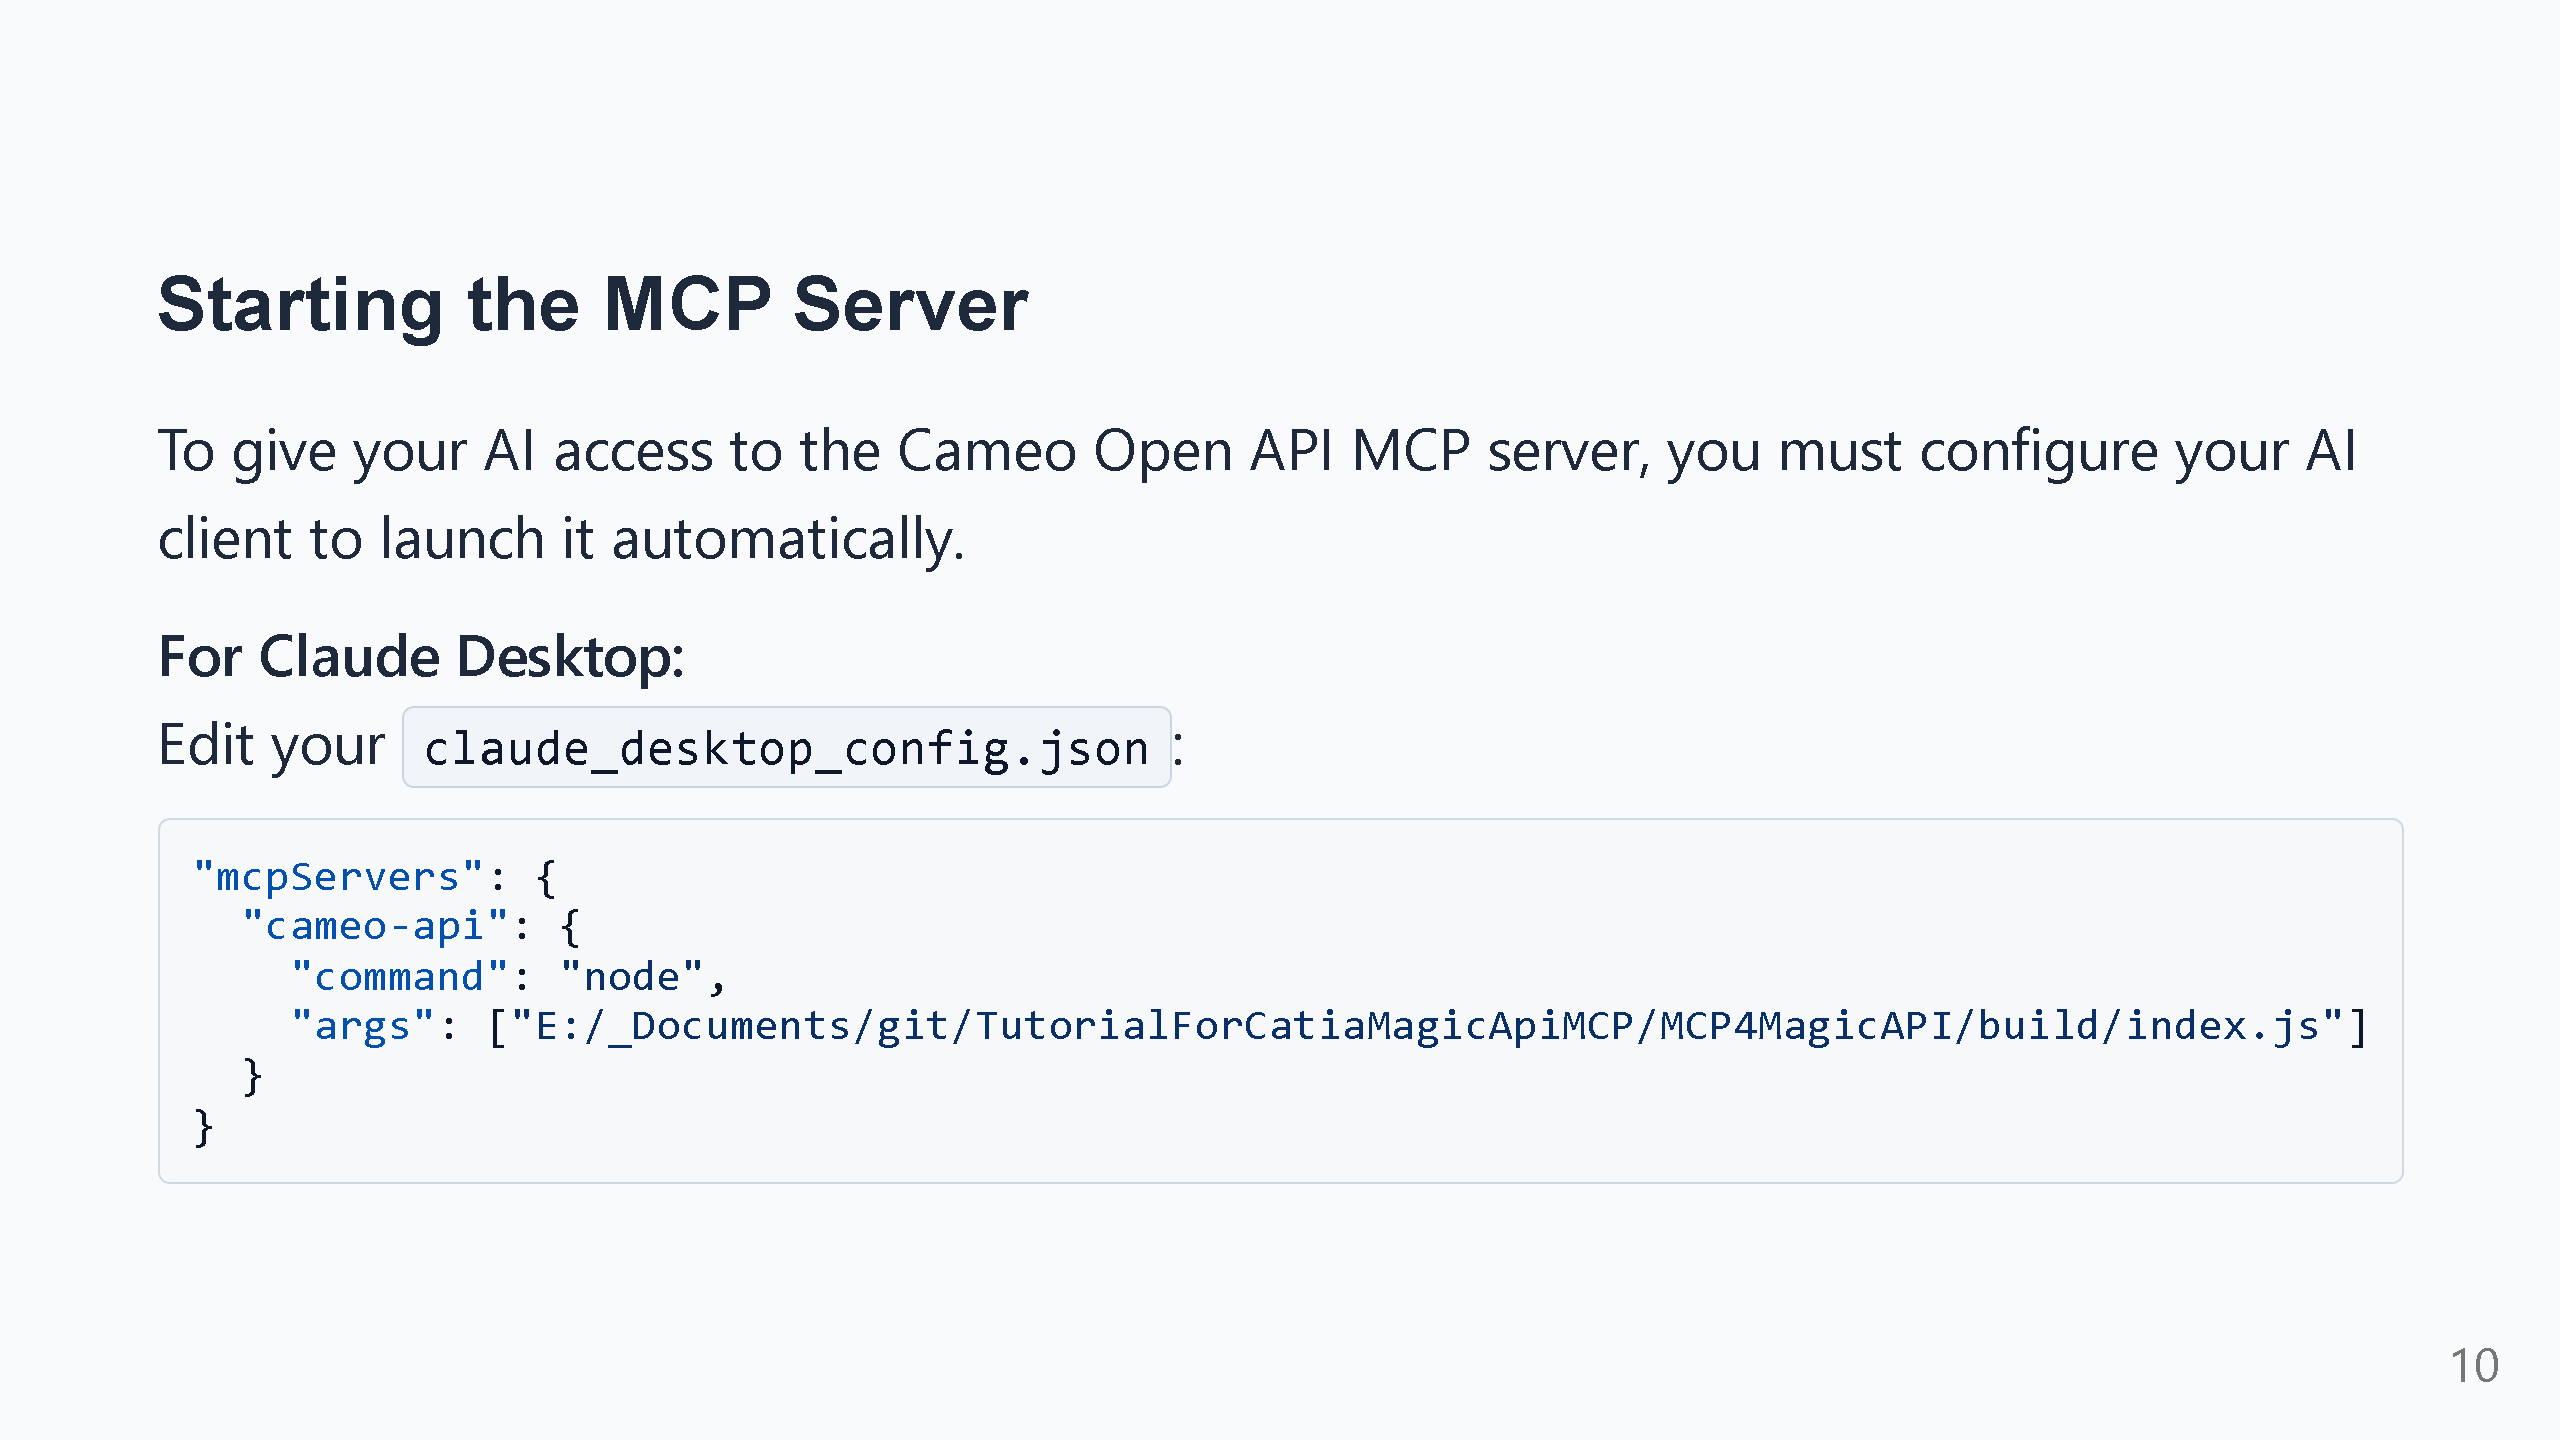 Starting the MCP Server
To give your AI access to the Cameo Open API MCP server, you must configure your AI
client to launch it automatically.
For Claude Desktop:
Edit your claude_desktop_config.json:
"mcpServers": {
  "cameo-api": {
    "command": "node",
    "args": ["E:/_Documents/git/TutorialForCatiaMagicApiMCP/MCP4MagicAPI/build/index.js"]
  }
}
10